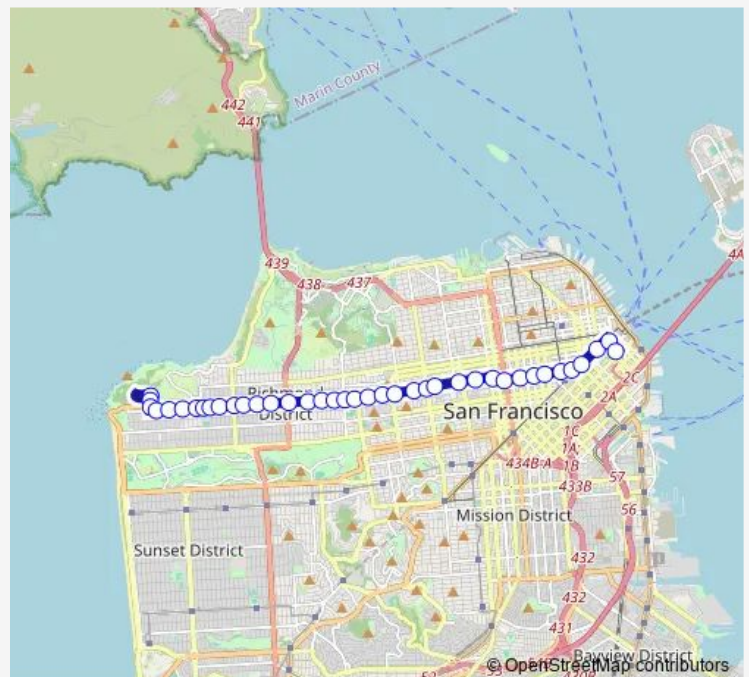 442
441
Marin County
4A
439
438
437
Richmond
District
2C
2A
San Francisco
1C
1A;
1B
434B-A
433B
57
56
Mission District
Sunset District
432
432
431
Bayview District
© OpenStreetMap contributors